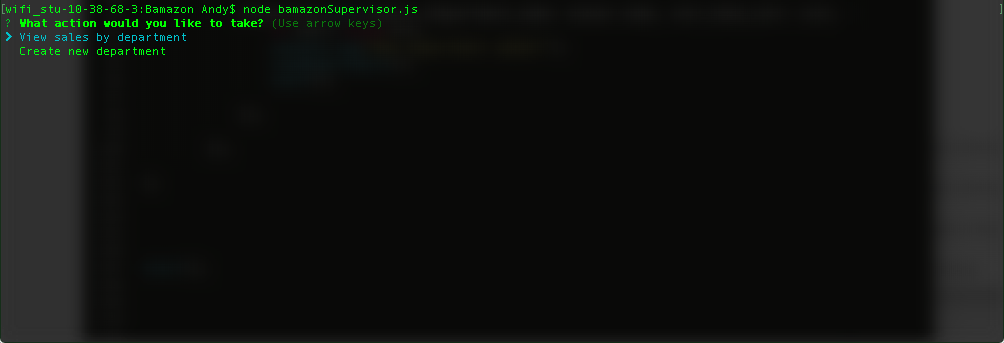 [wifi_stu-10-38-68-3:Bamazon Andy$ node bamazonSupervisor.js ]
? What action would you like to take? (Use arrow keys)
❯ View sales by department
Create new department